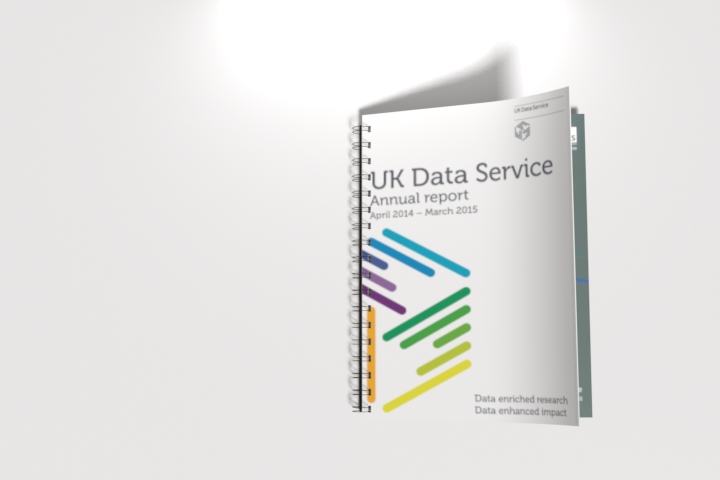 UK Data Service
UK Data Service
Annual report
April 2014 – March 2015
Data enriched research
Data enhanced impact